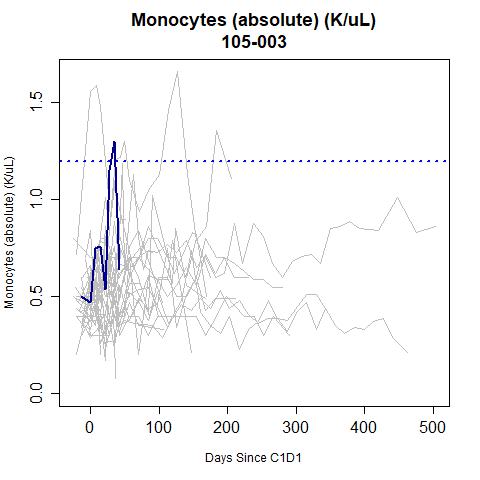 Monocytes (absolute) (K/uL)
105-003
Monocytes (absolute) (K/uL)
1.5
1.0
0.5
0.0
0 100 200 300 400 500
Days Since C1D1